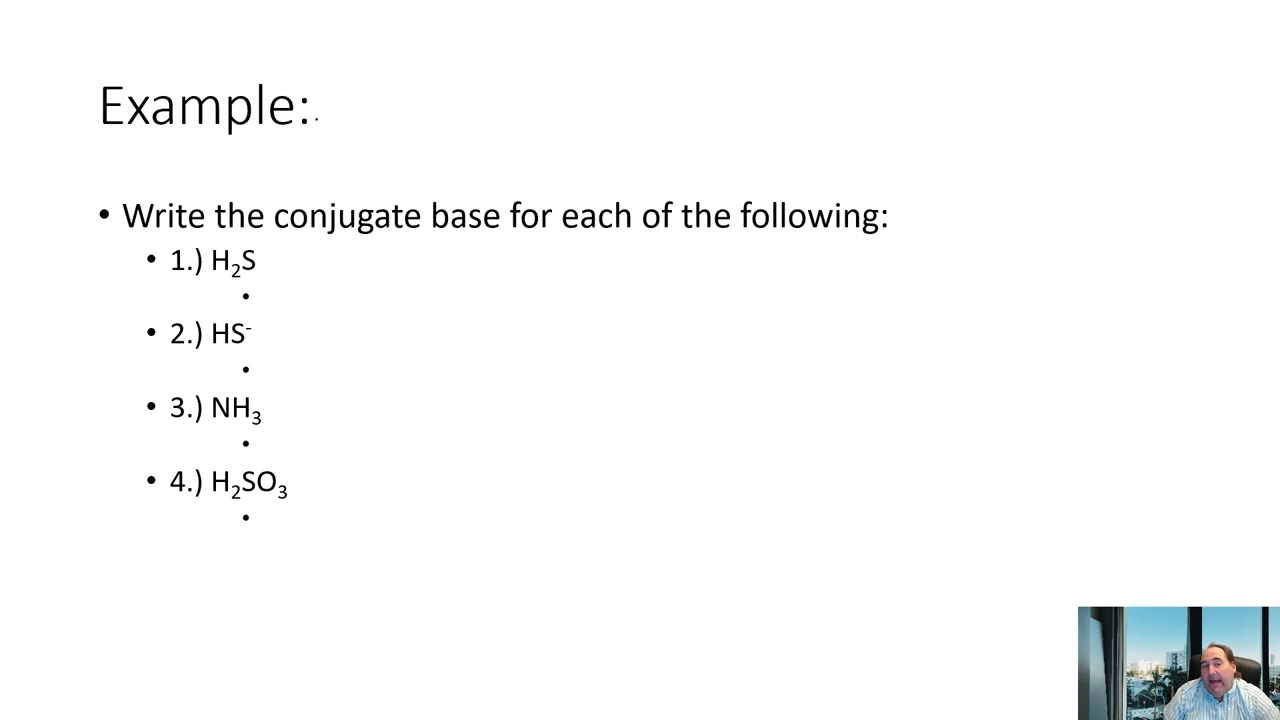 Example:
• Write the conjugate base for each of the following:
• 1.) H₂S
•
• 2.) HS⁻
•
• 3.) NH₃
•
• 4.) H₂SO₃
•